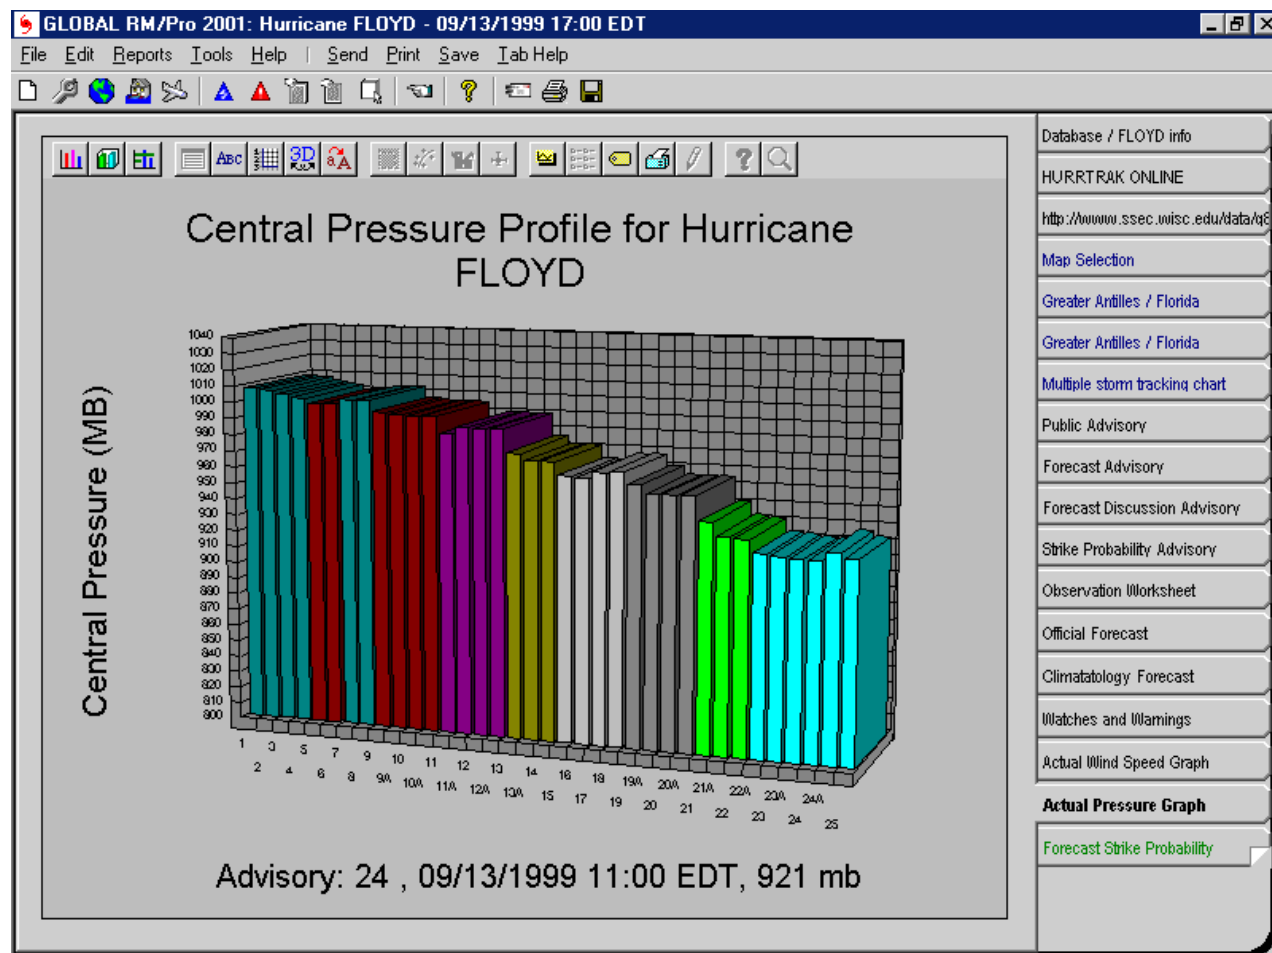 GLOBAL RM/Pro 2001: Hurricane FLOYD - 09/13/1999 17:00 EDT
File Edit Reports Tools Help | Send Print Save Tab Help
ABC 3D aA
Central Pressure Profile for Hurricane
FLOYD
Central Pressure (MB)
1040
1030
1020
1010
1000
990
980
970
960
950
940
930
920
910
900
890
880
870
860
850
840
830
820
810
800
1 3 5 7 9 10 11 12 13 14 16 18 19A 20A 21A 22A 23A 24A
2 4 6 8 9A 10A 11A 12A 13A 15 17 19 20 21 22 23 24 25
Advisory: 24 , 09/13/1999 11:00 EDT, 921 mb
Database / FLOYD info
HURRTRAK ONLINE
http://www.ssec.wisc.edu/data/q8
Map Selection
Greater Antilles / Florida
Greater Antilles / Florida
Multiple storm tracking chart
Public Advisory
Forecast Advisory
Forecast Discussion Advisory
Strike Probability Advisory
Observation Worksheet
Official Forecast
Climatatology Forecast
Watches and Warnings
Actual Wind Speed Graph
Actual Pressure Graph
Forecast Strike Probability